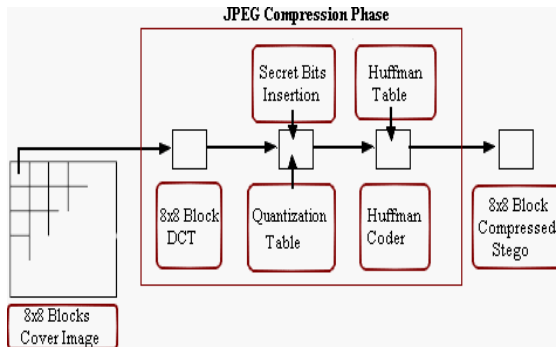 JPEG Compression Phase
Secret Bits
Insertion
Huffman
Table
8x8 Block
DCT
Quantization
Table
Huffman
Coder
8x8 Block
Compressed
Stego
8x8 Blocks
Cover Image